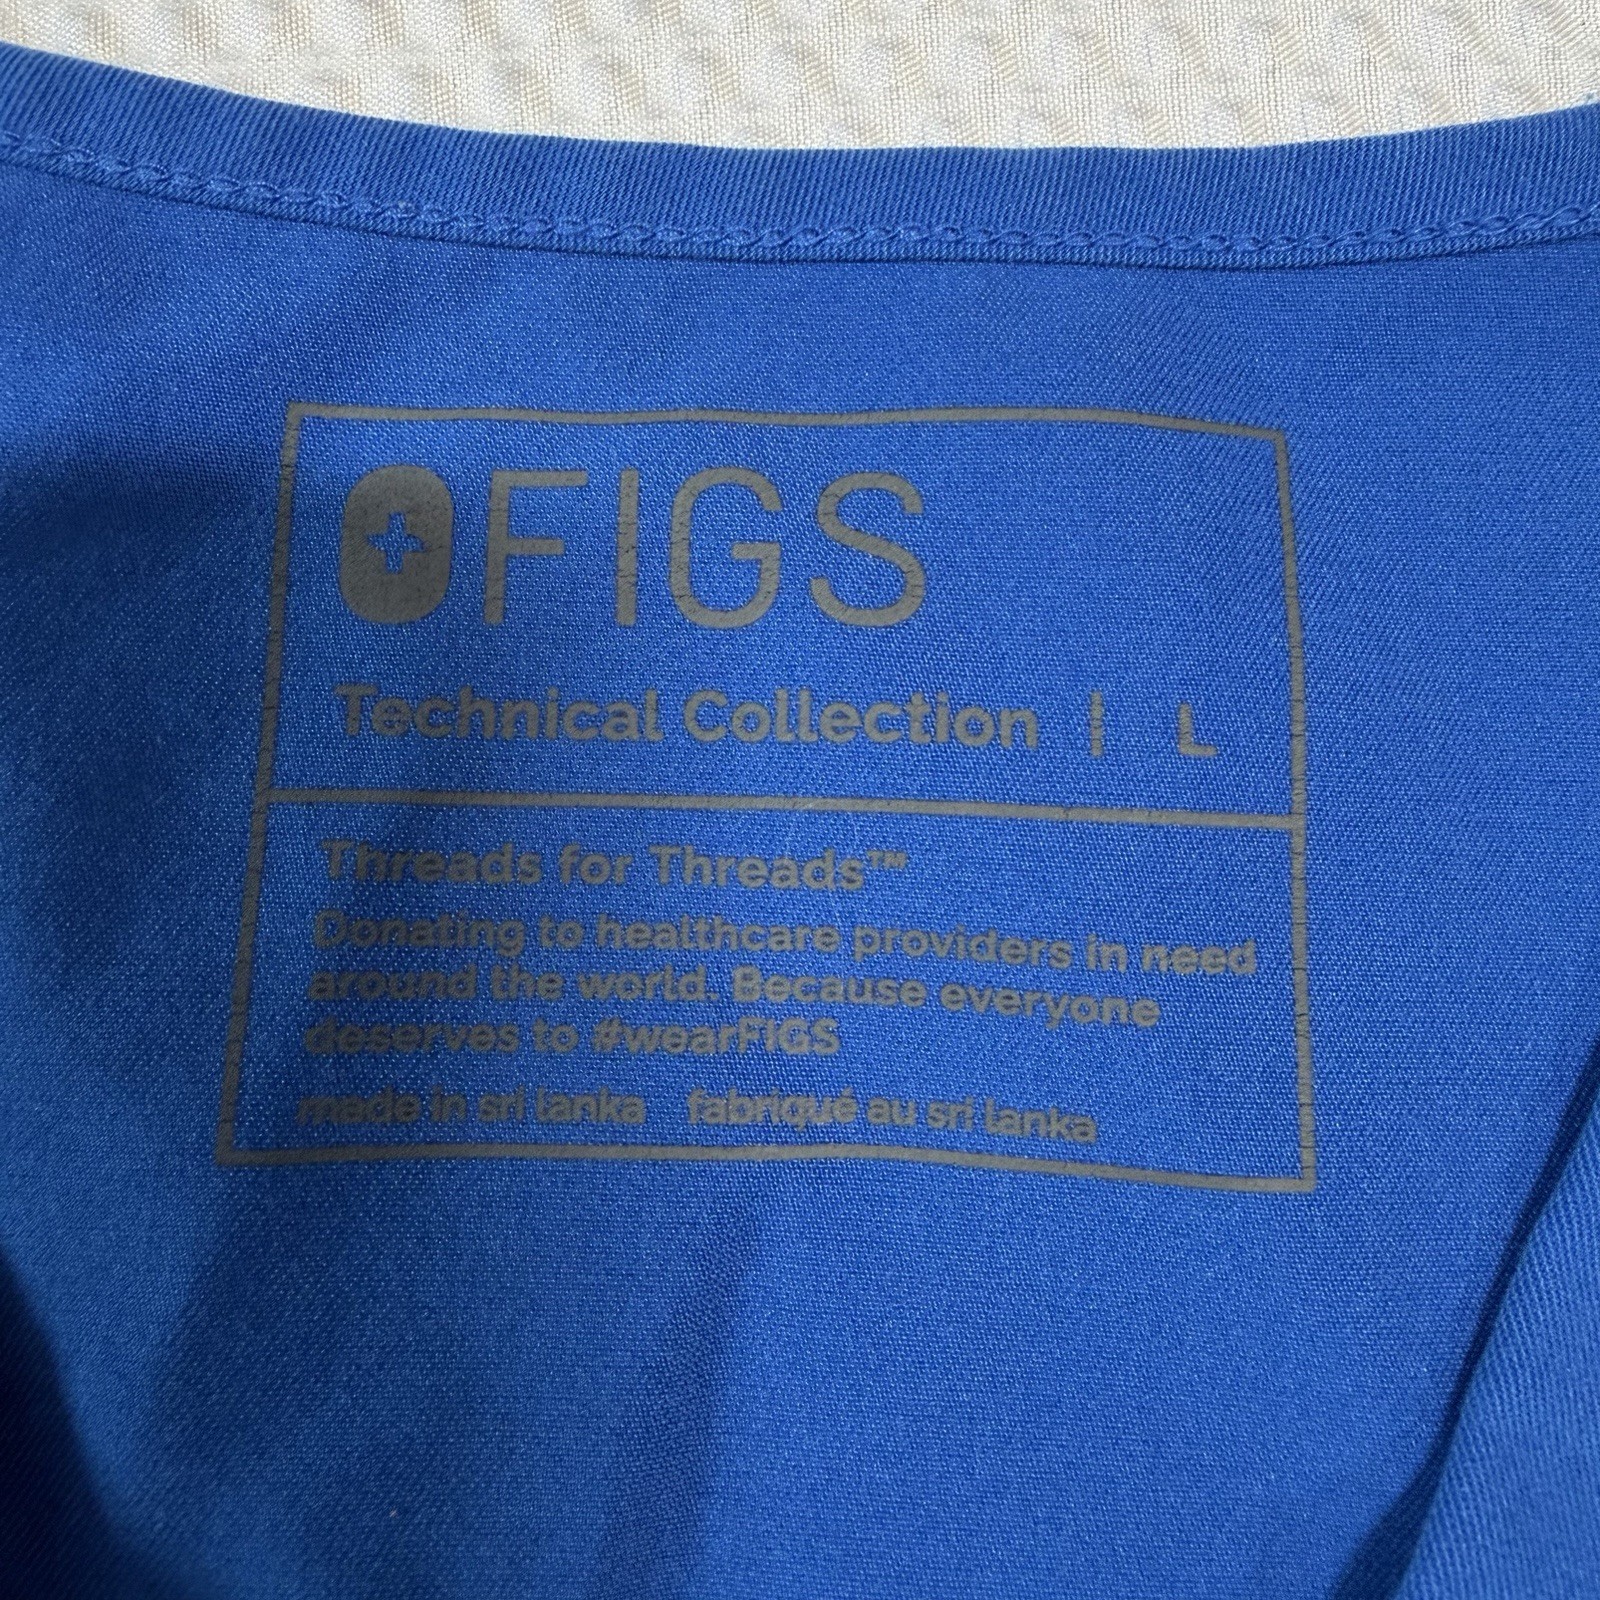 FIGS
Technical Collection | L
Threads for Threads™
Donating to healthcare providers in need
around the world. Because everyone
deserves to #wearFIGS
made in sri lanka fabriqué au sri lanka